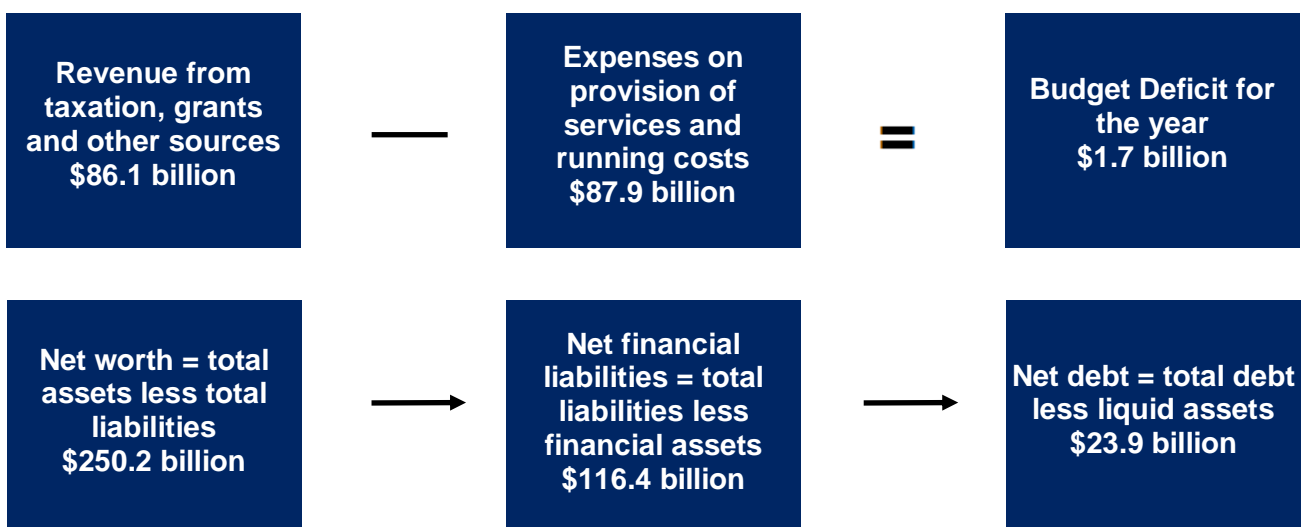 Revenue from
taxation, grants
and other sources
$86.1 billion
—
Expenses on
provision of
services and
running costs
$87.9 billion
=
Budget Deficit for
the year
$1.7 billion
Net worth = total
assets less total
liabilities
$250.2 billion
Net financial
liabilities = total
liabilities less
financial assets
$116.4 billion
Net debt = total debt
less liquid assets
$23.9 billion